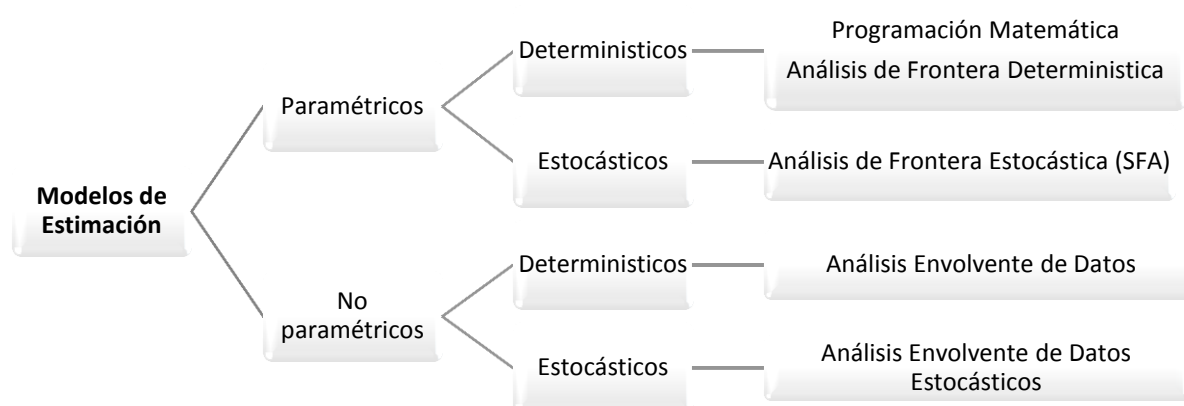 Programación Matemática
Deterministicos
Análisis de Frontera Deterministica
Paramétricos
Estocásticos
Análisis de Frontera Estocástica (SFA)
Modelos de
Estimación
Deterministicos
Análisis Envolvente de Datos
No
paramétricos
Estocásticos
Análisis Envolvente de Datos
Estocásticos